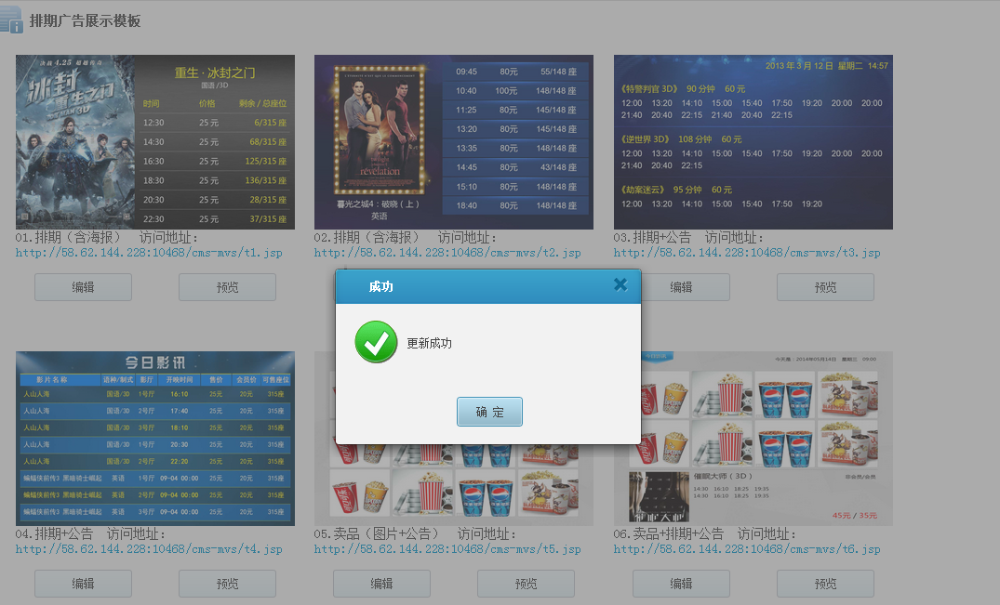 排期广告展示模板
决战 4.25 超越传奇
冰封
重生之门
ICEMAN 3D
重生 · 冰封之门
国语 /3D
时间 价格 剩余 / 总座位
12:30 25 元 6/315 座
14:30 25 元 68/315 座
16:30 25 元 125/315 座
18:30 25 元 136/315 座
20:30 25 元 28/315 座
22:30 25 元 37/315 座
révélation
暮光之城4：破晓（上）
英语
09:45 80元 55/148 座
10:40 100元 148/148 座
11:25 80元 145/148 座
13:20 80元 145/148 座
13:35 80元 148/148 座
14:45 80元 43/148 座
15:10 80元 148/148 座
18:40 80元 148/148 座
2013 年 3 月 12 日 星期二 14:57
《特警判官 3D》 90 分钟 60 元
12:00 13:20 14:10 15:00 15:40 17:50 19:20 20:00 20:00
21:40 20:40 22:15 21:40 20:40 22:15
《逆世界 3D》 108 分钟 60 元
12:00 13:20 14:10 15:00 15:40 17:50 19:20 20:00 20:00
21:40 20:40 22:15
《劫案迷云》 95 分钟 60 元
12:00 13:20 14:10 15:00 15:40 17:50 19:20
01.排期（含海报） 访问地址：
http://58.62.144.228:10468/cms-mvs/t1.jsp
02.排期（含海报） 访问地址：
http://58.62.144.228:10468/cms-mvs/t2.jsp
03.排期+公告 访问地址：
http://58.62.144.228:10468/cms-mvs/t3.jsp
编辑 预览
编辑 预览
成功
更新成功
确 定
今日影讯
影片名称 语种/制式 影厅 开映时间 售价 会员价 可售座位
人山人海 国语/3D 1号厅 16:10 25元 20元 315座
人山人海 国语/3D 2号厅 17:40 25元 20元 315座
人山人海 国语/3D 3号厅 18:10 25元 20元 315座
人山人海 国语/3D 1号厅 20:30 25元 20元 315座
人山人海 国语/3D 2号厅 22:20 25元 20元 315座
蝙蝠侠前传3 黑暗骑士崛起 英语 1号厅 09-04 00:00 25元 20元 315座
蝙蝠侠前传3 黑暗骑士崛起 英语 2号厅 09-04 00:00 25元 20元 315座
蝙蝠侠前传3 黑暗骑士崛起 英语 3号厅 09-04 00:00 25元 20元 315座
今天是：2014年05月14日 星期三 09:00
催眠大师（3D）
非会员/会员
14:30 16:10 18:25 19:35
14:30 16:10 18:25 19:35
45元 / 35元
04.排期+公告 访问地址：
http://58.62.144.228:10468/cms-mvs/t4.jsp
05.卖品（图片+公告） 访问地址：
http://58.62.144.228:10468/cms-mvs/t5.jsp
06.卖品+排期+公告 访问地址：
http://58.62.144.228:10468/cms-mvs/t6.jsp
编辑 预览
编辑 预览
编辑 预览